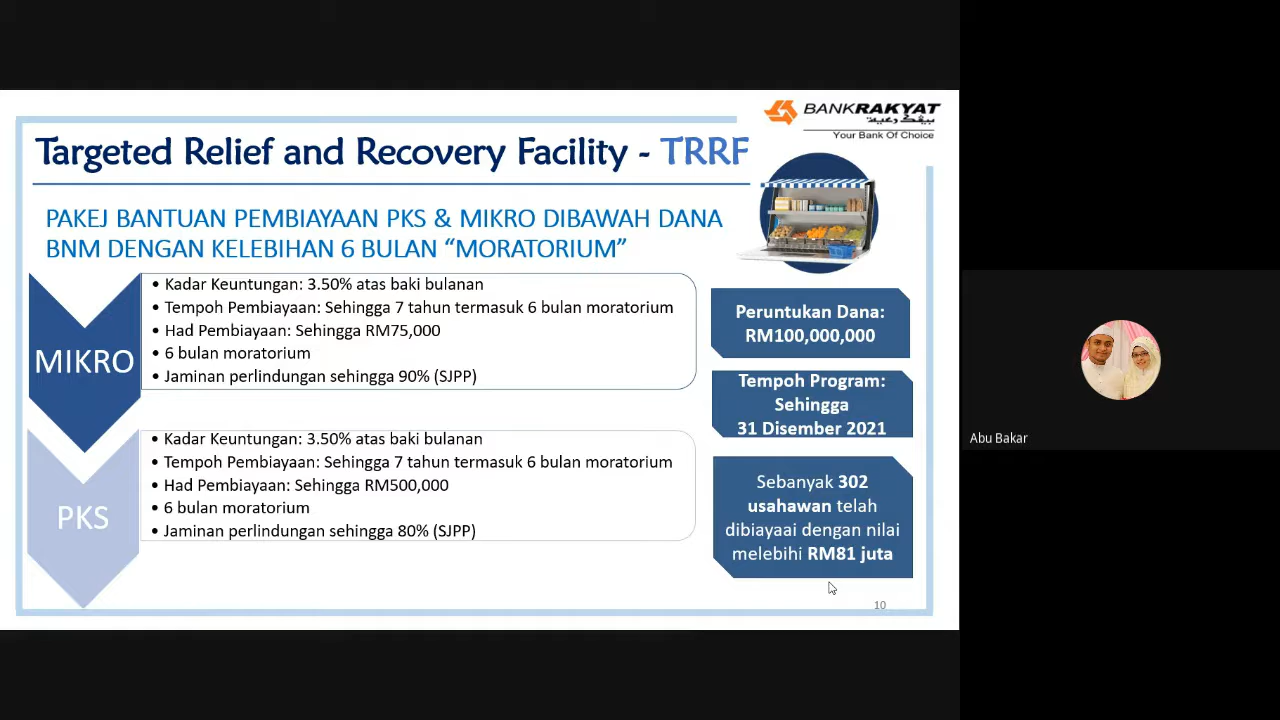 BANKRAKYAT
بيڠک رعية
Your Bank Of Choice
Targeted Relief and Recovery Facility - TRRF
PAKEJ BANTUAN PEMBIAYAAN PKS & MIKRO DIBAWAH DANA
BNM DENGAN KELEBIHAN 6 BULAN “MORATORIUM”
MIKRO
• Kadar Keuntungan: 3.50% atas baki bulanan
• Tempoh Pembiayaan: Sehingga 7 tahun termasuk 6 bulan moratorium
• Had Pembiayaan: Sehingga RM75,000
• 6 bulan moratorium
• Jaminan perlindungan sehingga 90% (SJPP)
PKS
• Kadar Keuntungan: 3.50% atas baki bulanan
• Tempoh Pembiayaan: Sehingga 7 tahun termasuk 6 bulan moratorium
• Had Pembiayaan: Sehingga RM500,000
• 6 bulan moratorium
• Jaminan perlindungan sehingga 80% (SJPP)
Peruntukan Dana:
RM100,000,000
Tempoh Program:
Sehingga
31 Disember 2021
Sebanyak 302
usahawan telah
dibiayaai dengan nilai
melebihi RM81 juta
10
Abu Bakar